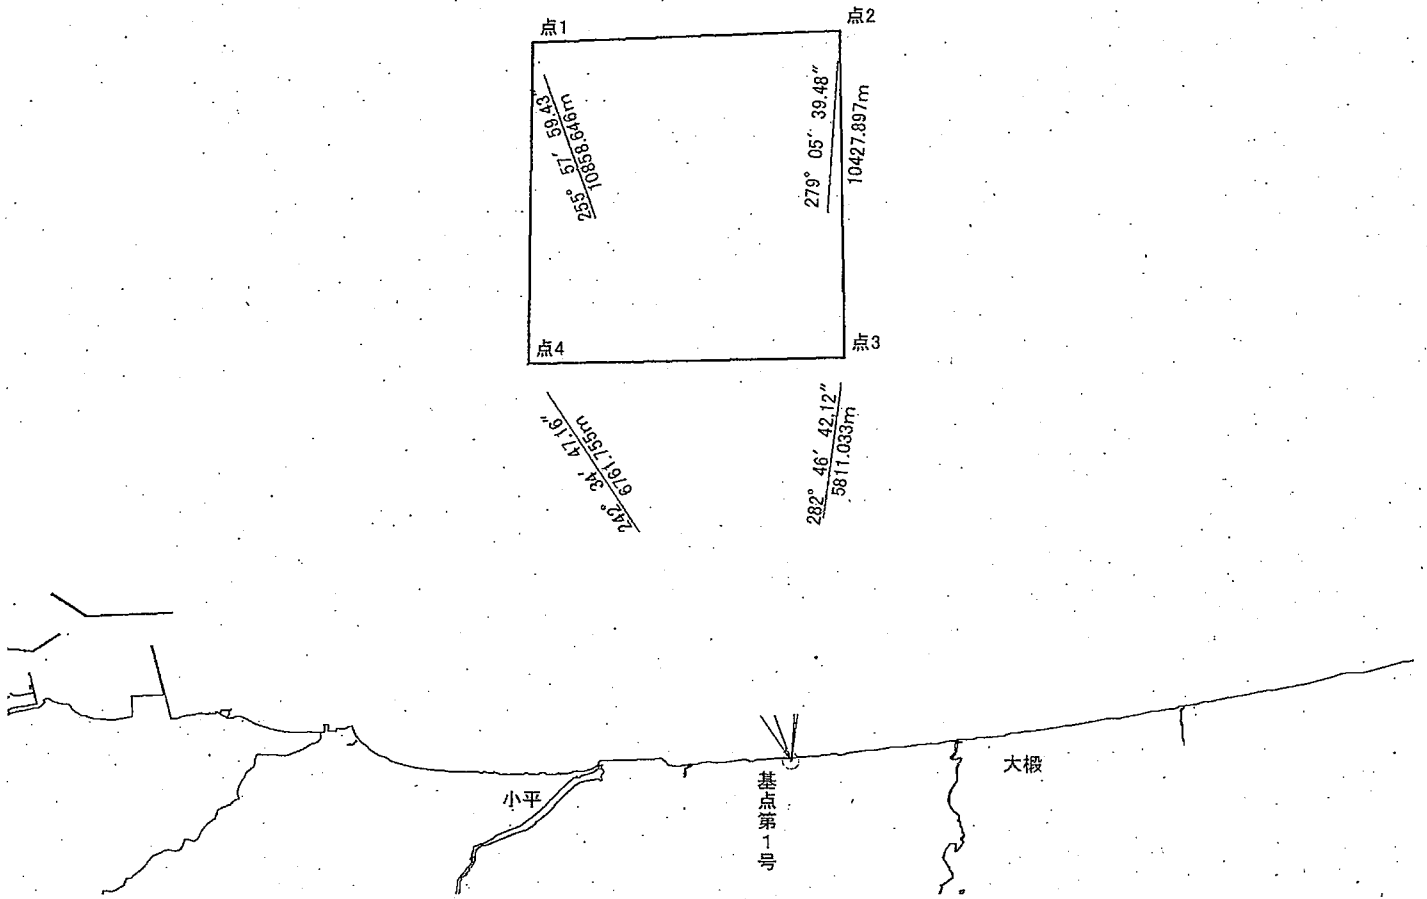 点1
点2
255° 57′ 59.43″
10858.646m
279° 05′ 39.48″
10427.897m
点4
点3
242° 34′ 47.16″
6761.755m
282° 46′ 42.12″
5811.033m
小平
基点第1号
大椴